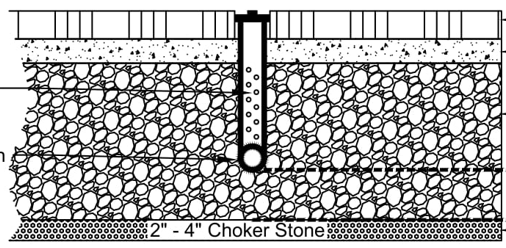 n
2" - 4" Choker Stone